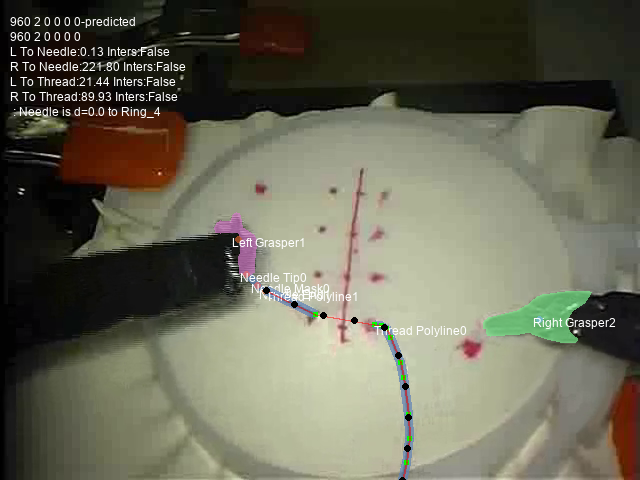 960 2 0 0 0 0-predicted
960 2 0 0 0 0
L To Needle:0.13 Inters:False
R To Needle:221.80 Inters:False
L To Thread:21.44 Inters:False
R To Thread:89.93 Inters:False
: Needle is d=0.0 to Ring_4
Left Grasper1
Needle Tip0
Needle Mask0
Thread Polyline1
Right Grasper2
Thread Polyline0